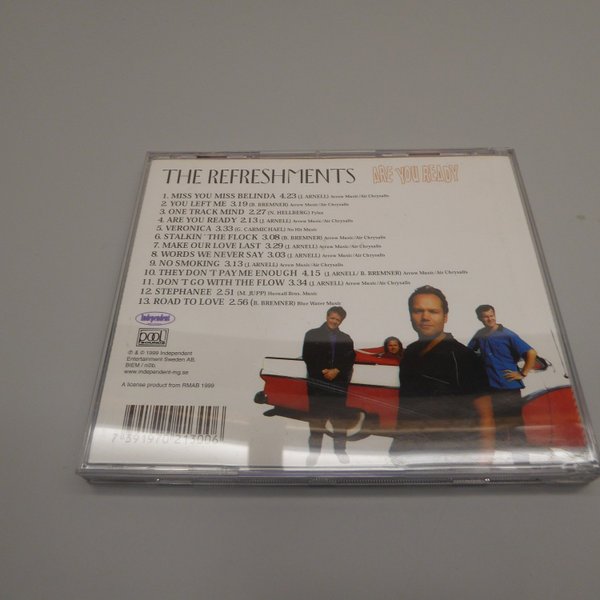 THE REFRESHMENTS ARE YOU READY
1. MISS YOU MISS BELINDA 4.23 (J. ARNELL) Arrow Music/Air Chrysalis
2. YOU LEFT ME 3.19 (B. BREMNER) Arrow Music/Air Chrysalis
3. ONE TRACK MIND 2.27 (N. HELLBERG) Fylna
4. ARE YOU READY 2.13 (J. ARNELL) Arrow Music/Air Chrysalis
5. VERONICA 3.33 (G. CARMICHAEL) No Hit Music
6. STALKIN´THE FLOCK 3.08 (B. BREMNER) Arrow Music/Air Chrysalis
7. MAKE OUR LOVE LAST 3.29 (J. ARNELL) Arrow Music/Air Chrysalis
8. WORDS WE NEVER SAY 3.03 (J. ARNELL) Arrow Music/Air Chrysalis
9. NO SMOKING 3.13 (J. ARNELL) Arrow Music/Air Chrysalis
10. THEY DON´T PAY ME ENOUGH 4.15 (J. ARNELL/ B. BREMNER) Arrow Music/Air Chrysalis
11. DON´T GO WITH THE FLOW 3.34 (J. ARNELL) Arrow Music/Air Chrysalis
12. STEPHANEE 2.51 (M. JUPP) Bros. Music
13. ROAD TO LOVE 2.56 (B. BREMNER) Blue Water Music
Independent
pool
℗ & © 1999 Independent
Entertainment Sweden AB.
BIEM / n©b.
www.independent-mg.se
A license product from RMAB 1999
7 391970 213006